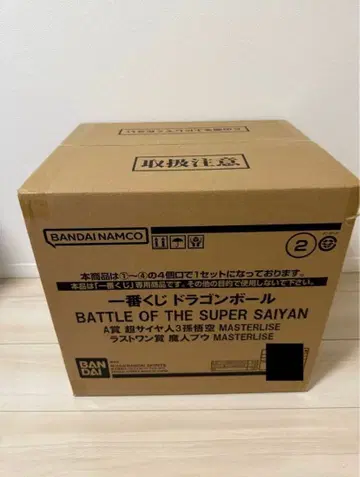 取扱注意
BANDAI NAMCO
2
本商品は①~④の4個口で1セットになっております。
本品は「一番くじ」専用商品です。その他の目的で使用しないで下さい。
一番くじ ドラゴンボール
BATTLE OF THE SUPER SAIYAN
A賞 超サイヤ人3孫悟空 MASTERLISE
ラストワン賞 魔人ブウ MASTERLISE
BAN
DAI